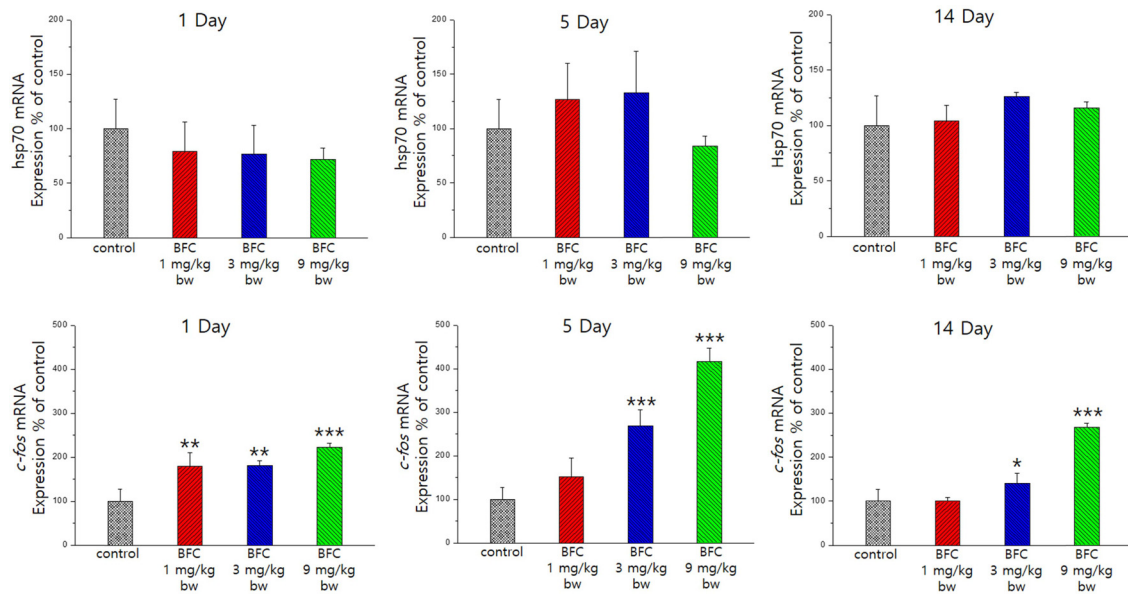 1 Day
hsp70 mRNA
Expression % of control
200
150
100
50
0
control
BFC
1 mg/kg
bw
BFC
3 mg/kg
bw
BFC
9 mg/kg
bw
5 Day
hsp70 mRNA
Expression % of control
200
150
100
50
0
control
BFC
1 mg/kg
bw
BFC
3 mg/kg
bw
BFC
9 mg/kg
bw
14 Day
Hsp70 mRNA
Expression % of control
200
150
100
50
0
control
BFC
1 mg/kg
bw
BFC
3 mg/kg
bw
BFC
9 mg/kg
bw
1 Day
c-fos mRNA
Expression % of control
500
400
300
200
100
0
**
**
***
control
BFC
1 mg/kg
bw
BFC
3 mg/kg
bw
BFC
9 mg/kg
bw
5 Day
c-fos mRNA
Expression % of control
500
400
300
200
100
0
***
***
control
BFC
1 mg/kg
bw
BFC
3 mg/kg
bw
BFC
9 mg/kg
bw
14 Day
c-fos mRNA
Expression % of control
500
400
300
200
100
0
*
***
control
BFC
1 mg/kg
bw
BFC
3 mg/kg
bw
BFC
9 mg/kg
bw